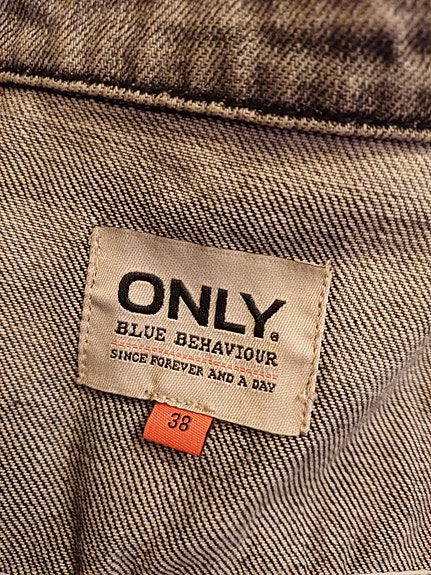 ONLY®
BLUE BEHAVIOUR
SINCE FOREVER AND A DAY
38